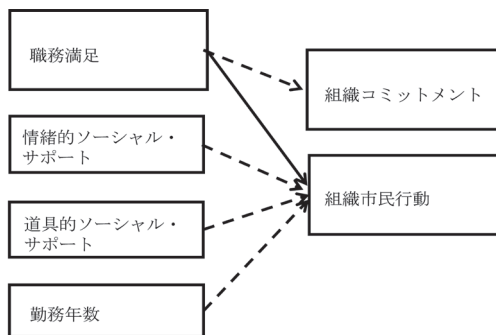 職務満足
情緒的ソーシャル・
サポート
道具的ソーシャル・
サポート
勤務年数
組織コミットメント
組織市民行動